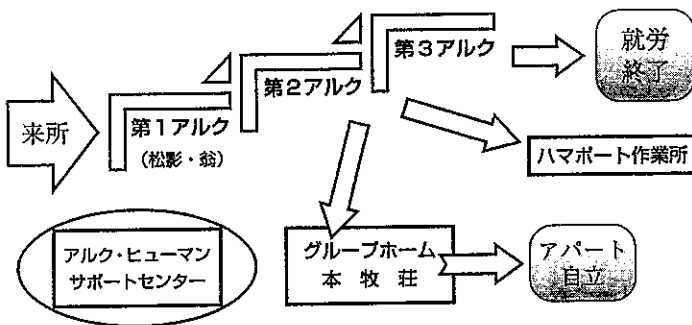 来所
第1アルク
(松影・翁)
第2アルク
第3アルク
就労
終了
ハマポート作業所
アルク・ヒューマン
サポートセンター
グループホーム
本牧荘
アパート
自立